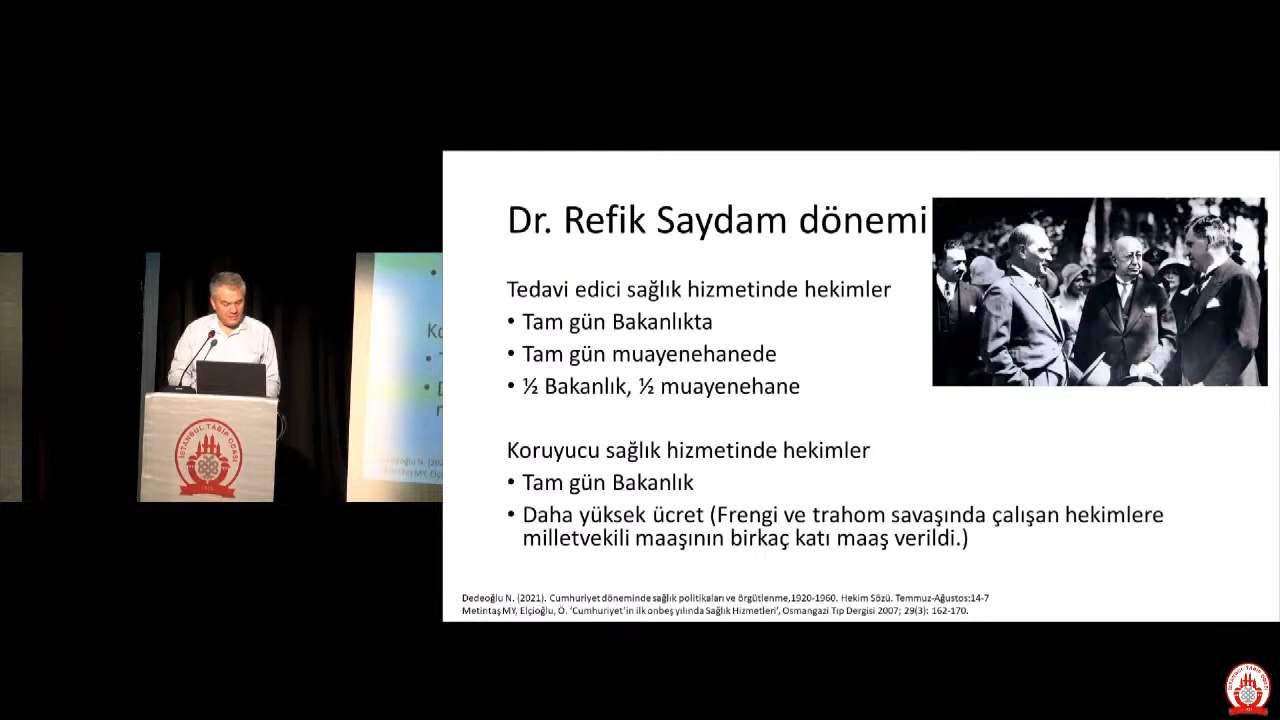 Dr. Refik Saydam dönemi
Tedavi edici sağlık hizmetinde hekimler
• Tam gün Bakanlıkta
• Tam gün muayenehanede
• ½ Bakanlık, ½ muayenehane
Koruyucu sağlık hizmetinde hekimler
• Tam gün Bakanlık
• Daha yüksek ücret (Frengi ve trahom savaşında çalışan hekimlere
milletvekili maaşının birkaç katı maaş verildi.)
Dedeoğlu N. (2021). Cumhuriyet döneminde sağlık politikaları ve örgütlenme,1920-1960. Hekim Sözü. Temmuz-Ağustos:14-7
Metintaş MY, Elçioğlu, Ö. ‘Cumhuriyet’in ilk onbeş yılında Sağlık Hizmetleri’, Osmangazi Tıp Dergisi 2007; 29(3): 162-170.
İSTANBUL TABİP ODASI